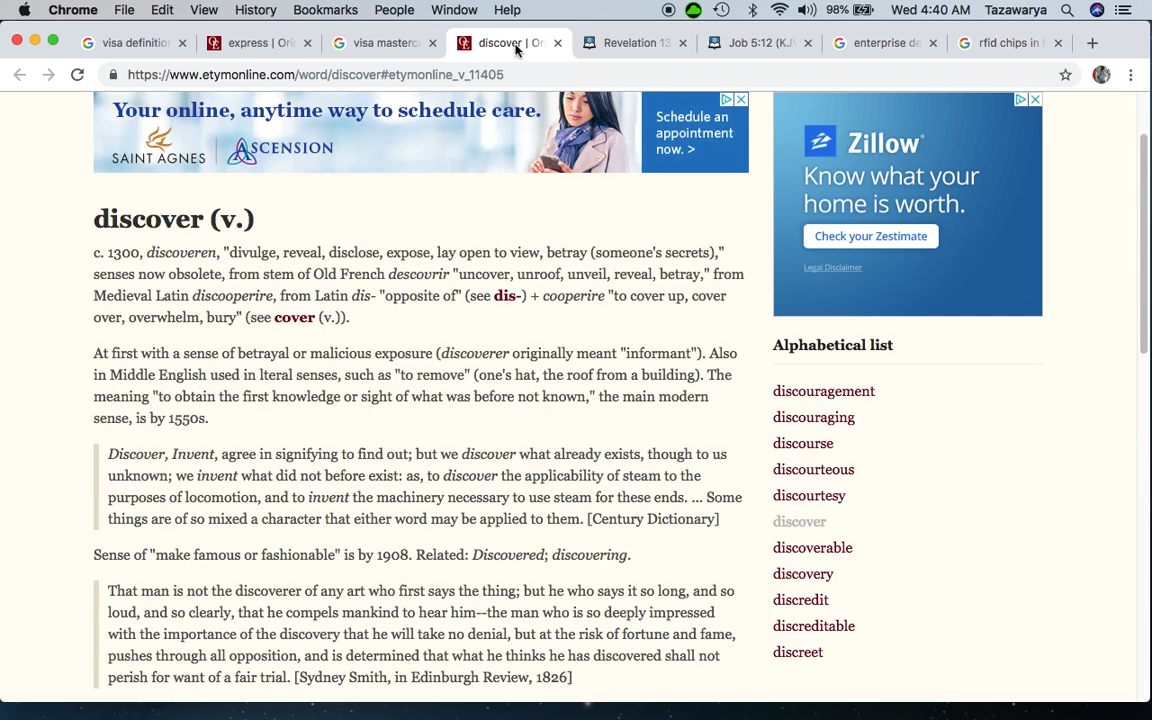 Chrome File Edit View History Bookmarks People Window Help 98% Wed 4:40 AM Tazawarya
visa definitio express | Ori visa masterc discover | Or Revelation 13 Job 5:12 (KJV enterprise de rfid chips in h
https://www.etymonline.com/word/discover#etymonline_v_11405
Your online, anytime way to schedule care.
SAINT AGNES ASCENSION
Schedule an
appointment
now. >
Zillow
Know what your
home is worth.
Check your Zestimate
Legal Disclaimer
discover (v.)
c. 1300, discoveren, "divulge, reveal, disclose, expose, lay open to view, betray (someone's secrets),"
senses now obsolete, from stem of Old French descovrir "uncover, unroof, unveil, reveal, betray," from
Medieval Latin discooperire, from Latin dis- "opposite of" (see dis-) + cooperire "to cover up, cover
over, overwhelm, bury" (see cover (v.)).
At first with a sense of betrayal or malicious exposure (discoverer originally meant "informant"). Also
in Middle English used in lteral senses, such as "to remove" (one's hat, the roof from a building). The
meaning "to obtain the first knowledge or sight of what was before not known," the main modern
sense, is by 1550s.
Discover, Invent, agree in signifying to find out; but we discover what already exists, though to us
unknown; we invent what did not before exist: as, to discover the applicability of steam to the
purposes of locomotion, and to invent the machinery necessary to use steam for these ends. ... Some
things are of so mixed a character that either word may be applied to them. [Century Dictionary]
Sense of "make famous or fashionable" is by 1908. Related: Discovered; discovering.
That man is not the discoverer of any art who first says the thing; but he who says it so long, and so
loud, and so clearly, that he compels mankind to hear him--the man who is so deeply impressed
with the importance of the discovery that he will take no denial, but at the risk of fortune and fame,
pushes through all opposition, and is determined that what he thinks he has discovered shall not
perish for want of a fair trial. [Sydney Smith, in Edinburgh Review, 1826]
Alphabetical list
discouragement
discouraging
discourse
discourteous
discourtesy
discover
discoverable
discovery
discredit
discreditable
discreet